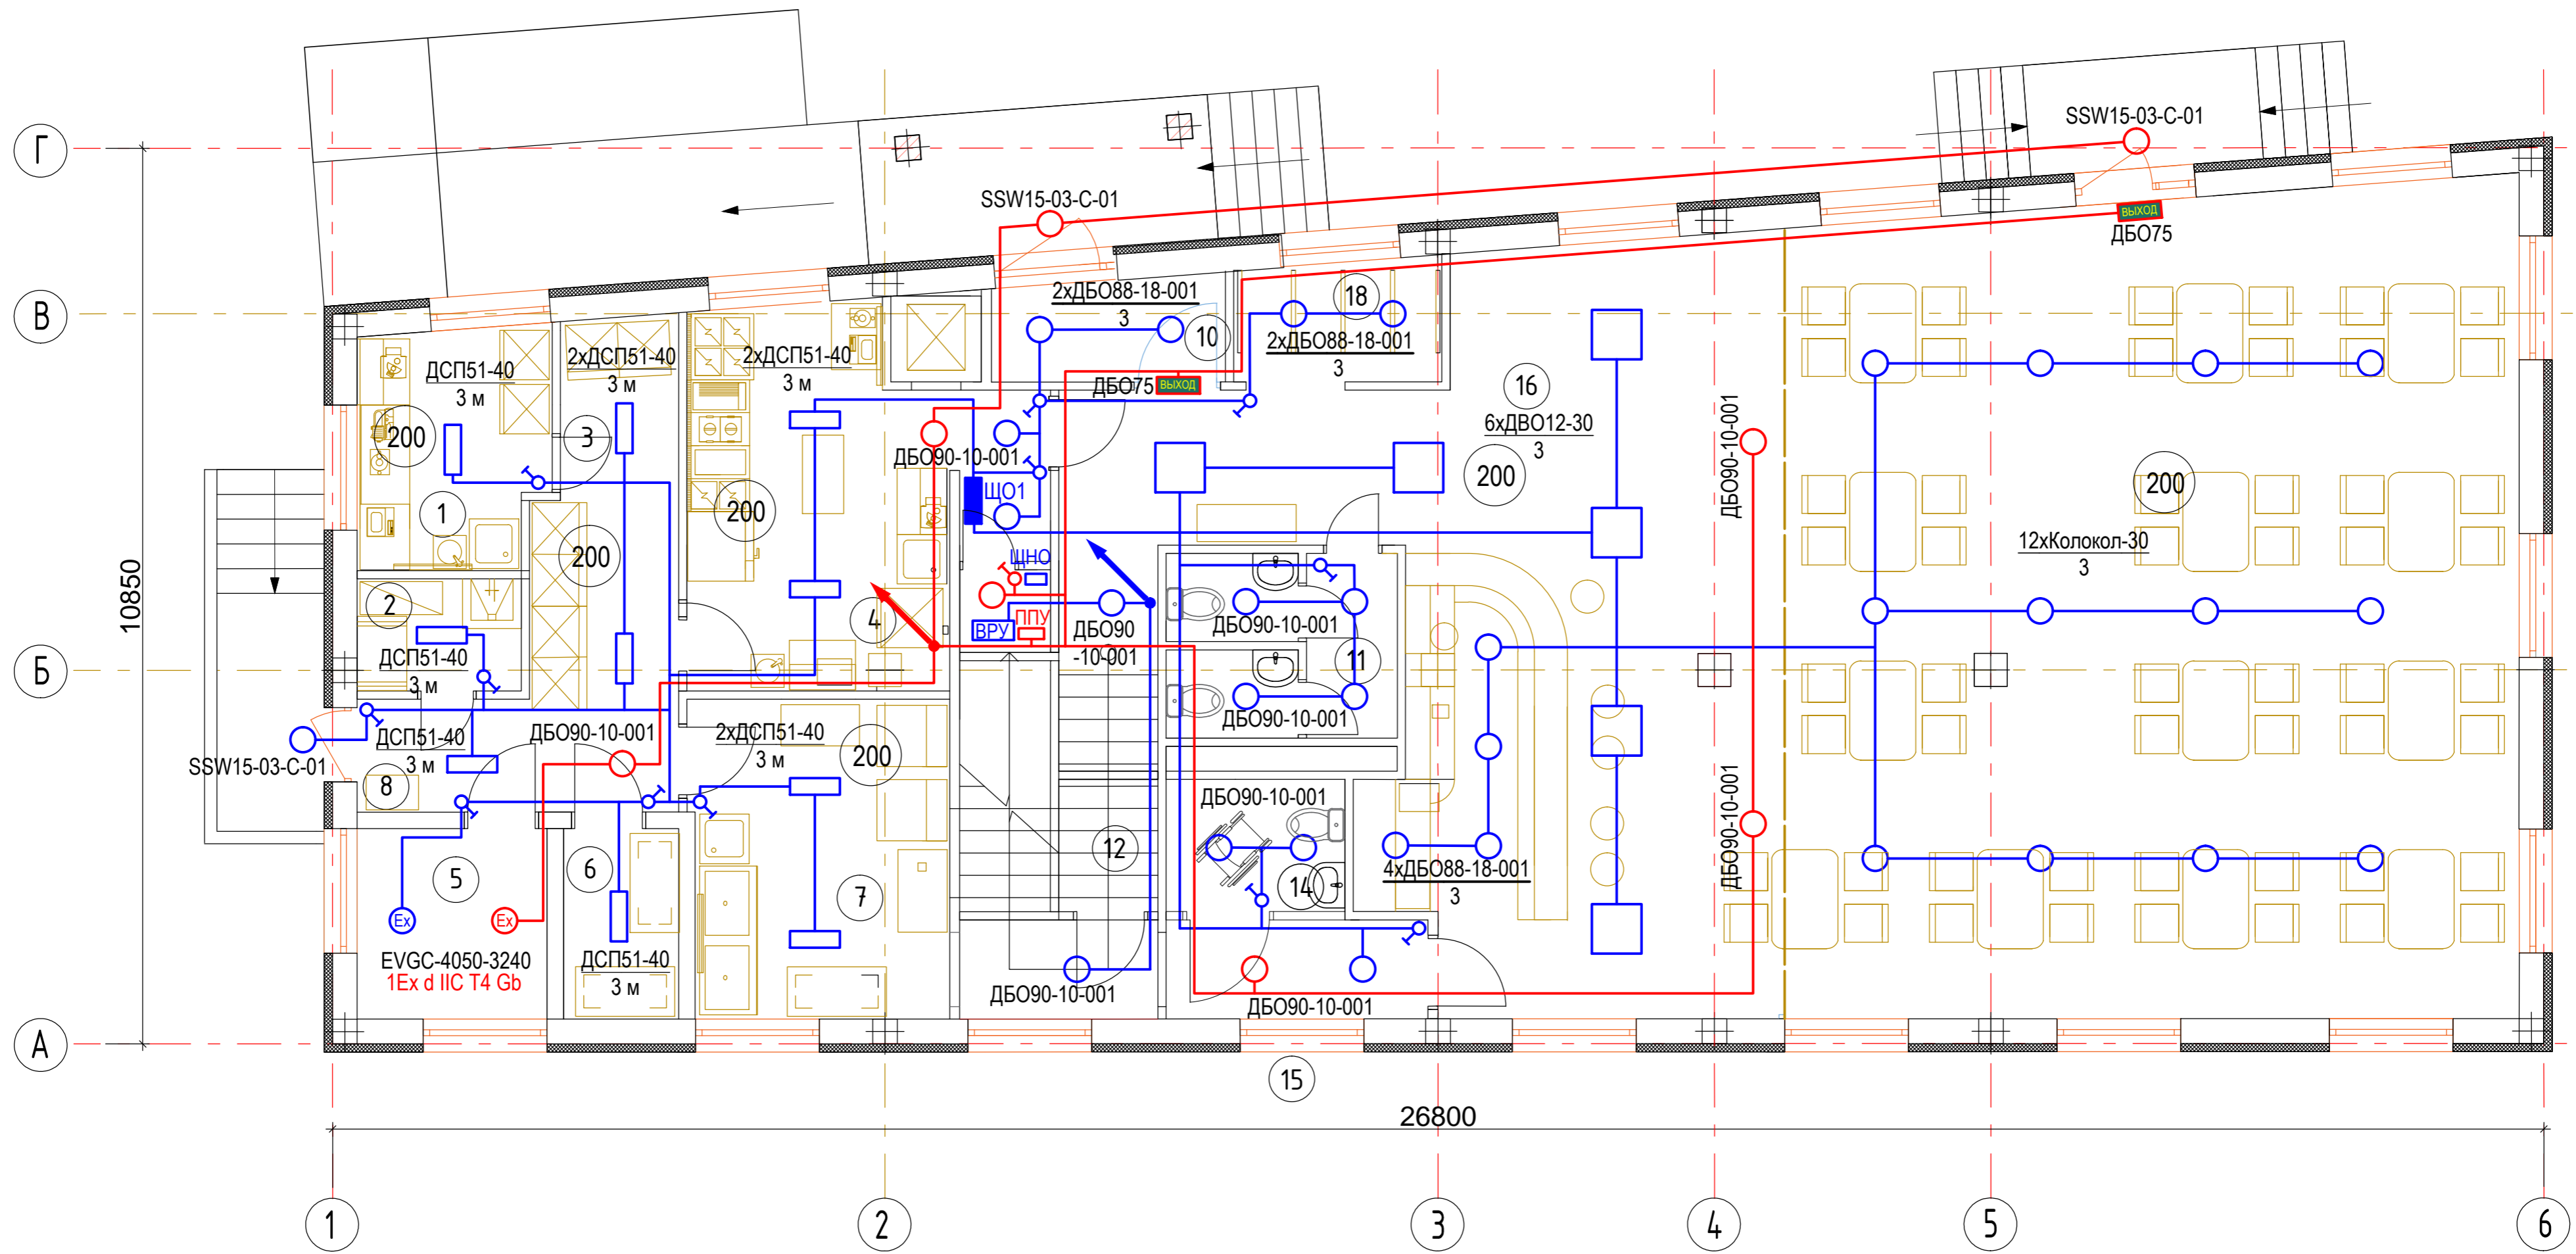 SSW15-03-C-01
Г
SSW15-03-C-01
ВЫХОД
ДБО75
В
2хДБО88-18-001
3
18
10
2хДБО88-18-001
3
ДСП51-40
3 м
2хДСП51-40
3 м
2хДСП51-40
3 м
ДБО75
ВЫХОД
16
6хДВО12-30
3
200
3
ДБО90-10-001
ДБО90-10-001
200
200
1
200
200
ЩО1
12хКолокол-30
3
ЩНО
2
4
ВРУ
ППУ
ДБО90
-10-001
ДБО90-10-001
10850
Б
ДСП51-40
3 м
11
ДБО90-10-001
ДСП51-40
3 м
ДБО90-10-001
2хДСП51-40
3 м
200
SSW15-03-C-01
8
ДБО90-10-001
ДБО90-10-001
12
4хДБО88-18-001
3
5
6
7
14
Ex
Ex
EVGC-4050-3240
1Ex d IIC T4 Gb
ДСП51-40
3 м
ДБО90-10-001
ДБО90-10-001
А
15
26800
1
2
3
4
5
6